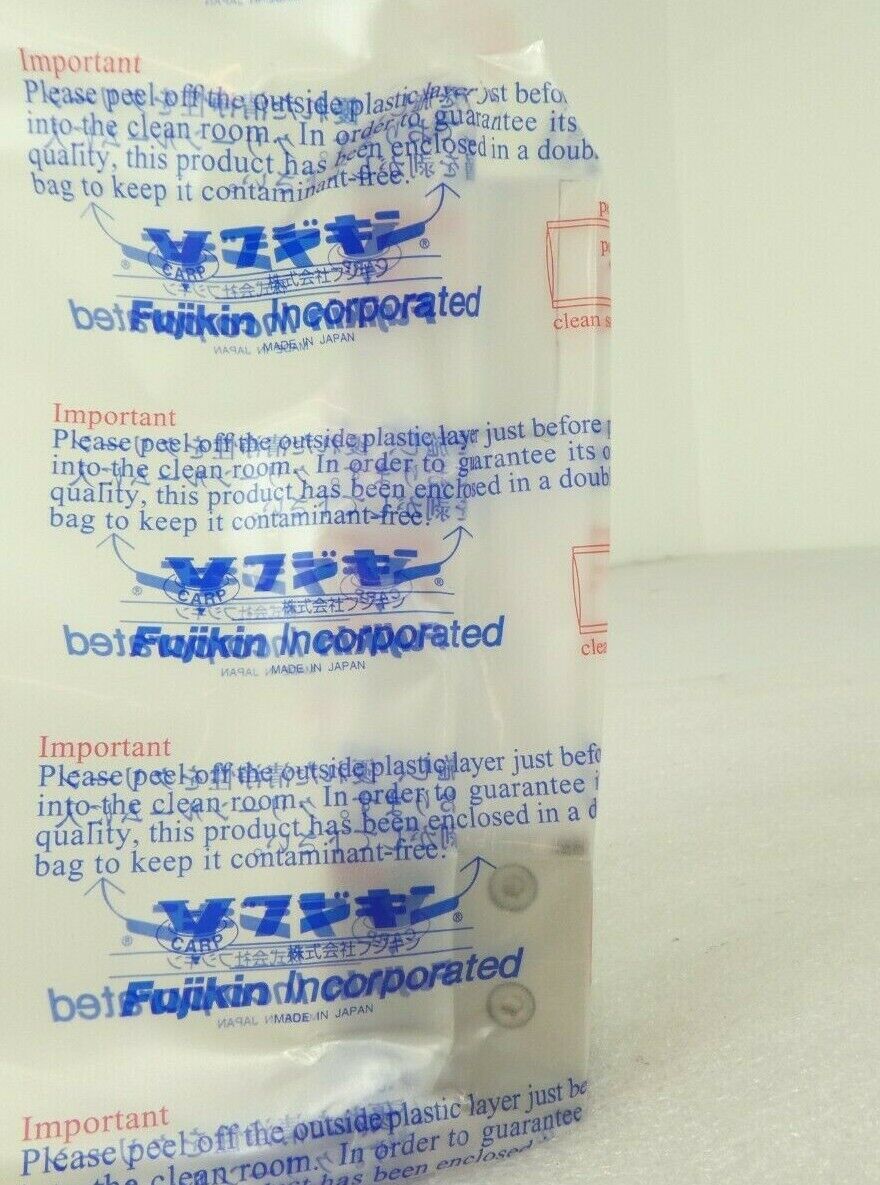 Important
Please peel off the outside plastic layer just befo
into the clean room. In order to guarantee its
quality, this product has been enclosed in a doub
bag to keep it contaminant-free.
フジキン
® ®
CARP
株式会社フジキン
Fujikin Incorporated
MADE IN JAPAN
clean s
Important
Please peel off the outside plastic layer just before
into the clean room. In order to guarantee its
quality, this product has been enclosed in a doub
bag to keep it contaminant-free.
フジキン
® ®
CARP
株式会社フジキン
Fujikin Incorporated
MADE IN JAPAN
clea
Important
Please peel off the outside plastic layer just befo
into the clean room. In order to guarantee
quality, this product has been enclosed in a d
bag to keep it contaminant-free.
フジキン
® ®
CARP
株式会社フジキン
Fujikin Incorporated
MADE IN JAPAN
Important
Please peel off the outside plastic layer just be
the clean room. In order to guarantee
has been enclosed